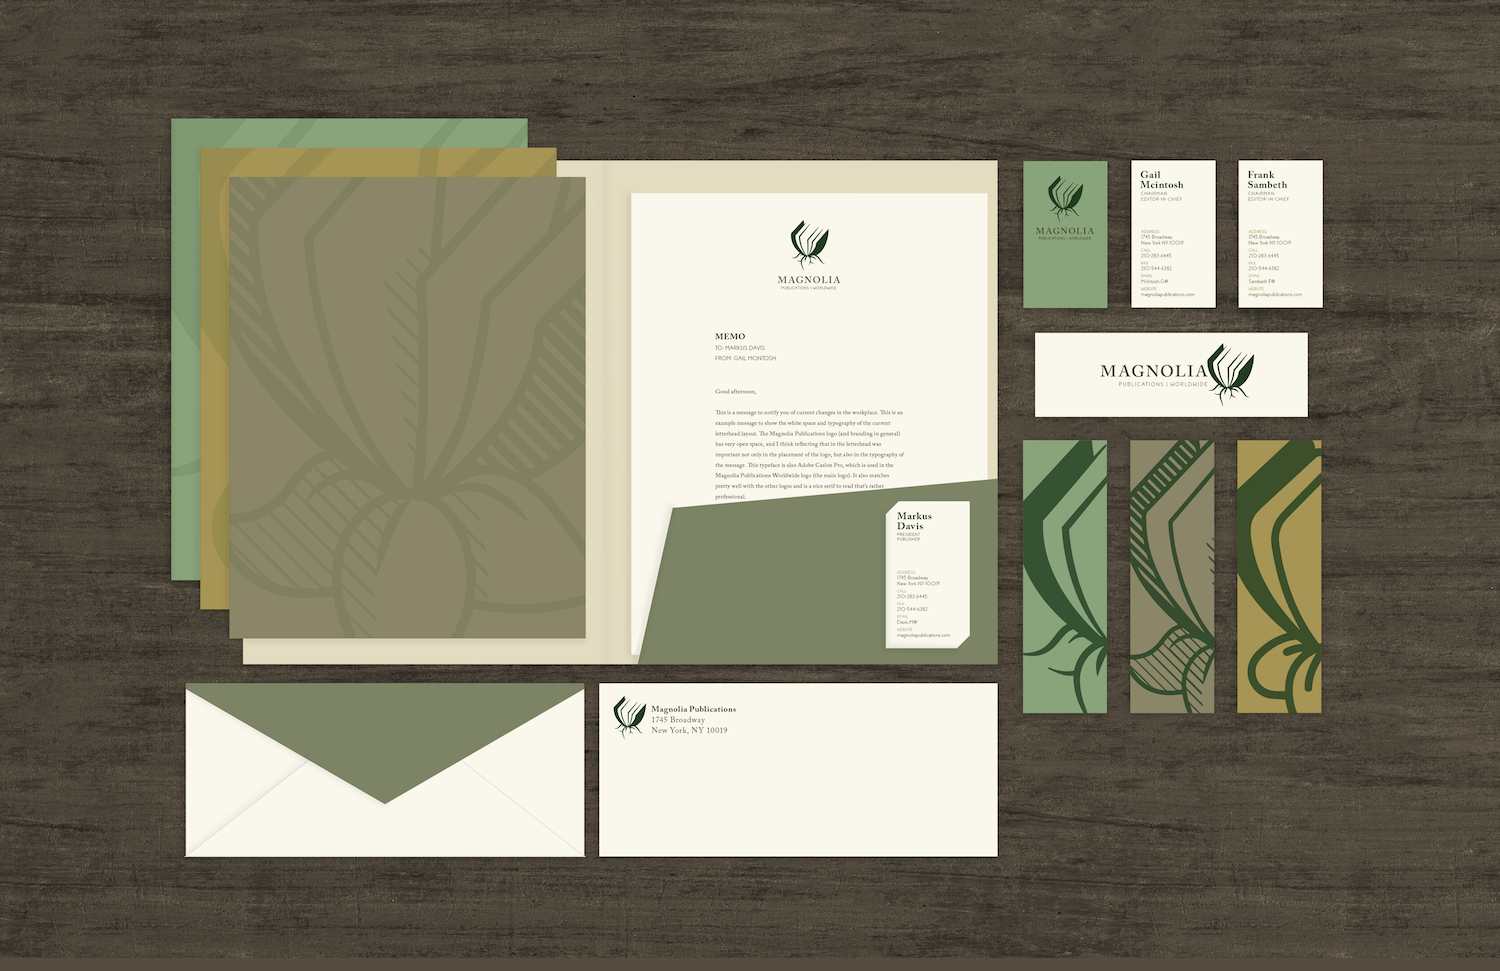 MAGNOLIA
PUBLICATIONS | WORLDWIDE
MEMO
TO: MARKUS DAVIS
FROM: GAIL MCINTOSH
Good afternoon,
This is a message to notify you of current changes in the workplace. This is an
example message to show the white space and typography of the current
letterhead layout. The Magnolia Publications logo (and branding in general)
has very open space, and I think reflecting that in the letterhead was
important not only in the placement of the logo, but also in the typography of
the message. This typeface is also Adobe Caslon Pro, which is used in the
Magnolia Publications Worldwide logo (the main logo). It also matches
pretty well with the other logos and is a nice serif to read that's rather
professional.
Markus
Davis
PRESIDENT
PUBLISHER
ADDRESS
1745 Broadway
New York NY 10019
CALL
210-283-6445
FAX
210-544-6382
EMAIL
Davis M@
WEBSITE
magnoliapublications.com
MAGNOLIA
PUBLICATIONS | WORLDWIDE
Gail
Mcintosh
CHAIRMAN
EDITOR-IN-CHIEF
ADDRESS
1745 Broadway
New York NY 10019
CALL
210-283-6445
FAX
210-544-6382
EMAIL
McIntosh G@
WEBSITE
magnoliapublications.com
Frank
Sambeth
CHAIRMAN
EDITOR-IN-CHIEF
ADDRESS
1745 Broadway
New York NY 10019
CALL
210-283-6445
FAX
210-544-6382
EMAIL
Sambeth F@
WEBSITE
magnoliapublications.com
MAGNOLIA
PUBLICATIONS | WORLDWIDE
Magnolia Publications
1745 Broadway
New York, NY 10019